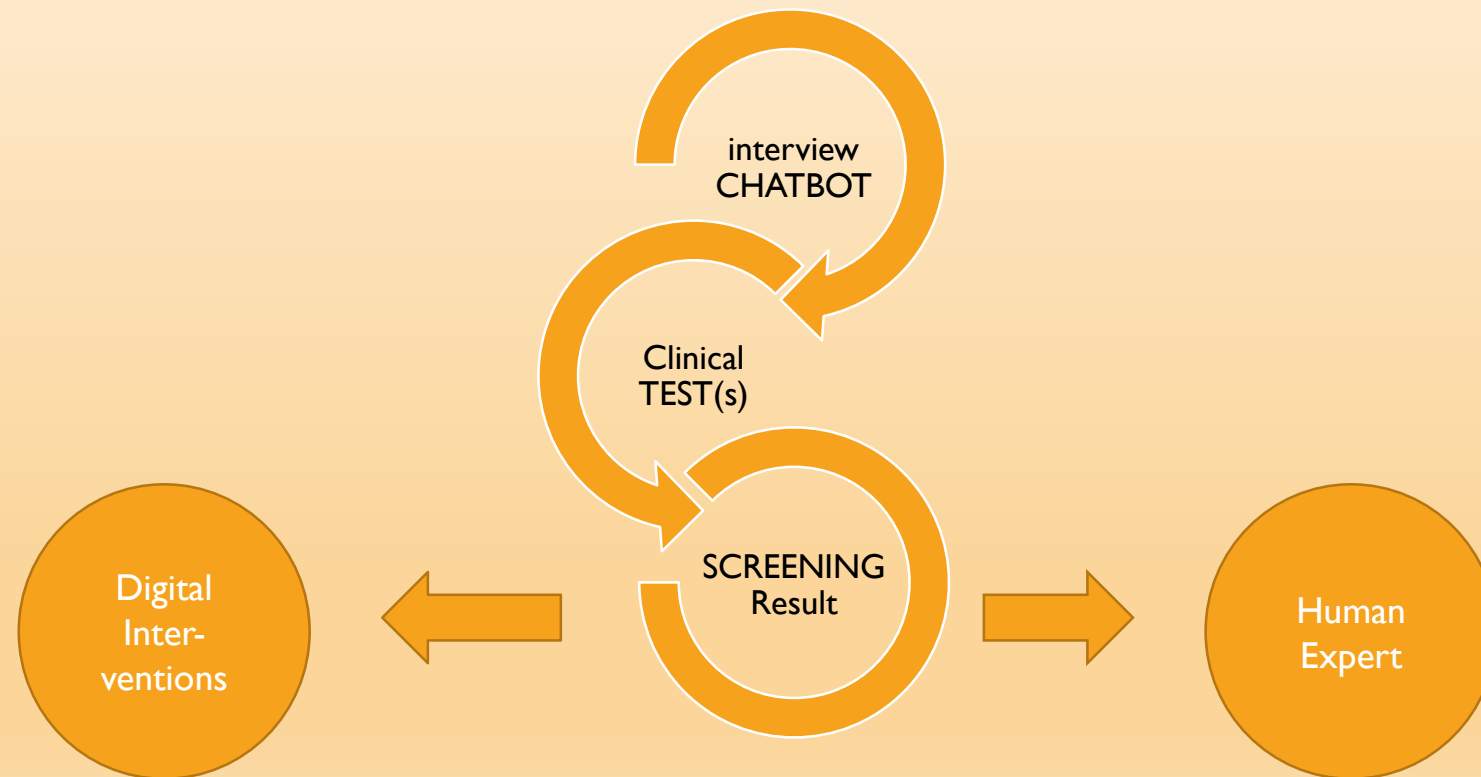 interview
CHATBOT
Clinical
TEST(s)
SCREENING
Result
Digital
Inter-
ventions
Human
Expert